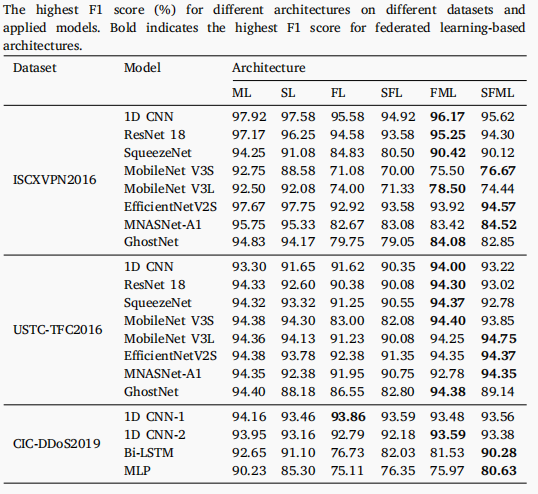 The highest F1 score (%) for different architectures on different datasets and
applied models. Bold indicates the highest F1 score for federated learning-based
architectures.
Dataset Model Architecture
ML SL FL SFL FML SFML
ISCXVPN2016
1D CNN 97.92 97.58 95.58 94.92 96.17 95.62
ResNet 18 97.17 96.25 94.58 93.58 95.25 94.30
SqueezeNet 94.25 91.08 84.83 80.50 90.42 90.12
MobileNet V3S 92.75 88.58 71.08 70.00 75.50 76.67
MobileNet V3L 92.50 92.08 74.00 71.33 78.50 74.44
EfficientNetV2S 97.67 97.75 92.92 93.58 93.92 94.57
MNASNet-A1 95.75 95.33 82.67 83.08 83.42 84.52
GhostNet 94.83 94.17 79.75 79.05 84.08 82.85
USTC-TFC2016
1D CNN 93.30 91.65 91.62 90.35 94.00 93.22
ResNet 18 94.33 92.60 90.38 90.08 94.30 93.02
SqueezeNet 94.32 93.32 91.25 90.55 94.37 92.78
MobileNet V3S 94.38 94.30 83.00 82.08 94.40 93.85
MobileNet V3L 94.36 94.13 91.23 90.08 94.25 94.75
EfficientNetV2S 94.38 93.78 92.38 91.35 94.35 94.37
MNASNet-A1 94.35 92.38 91.95 90.75 92.78 94.35
GhostNet 94.40 88.18 86.55 82.80 94.38 89.14
CIC-DDoS2019
1D CNN-1 94.16 93.46 93.86 93.59 93.48 93.56
1D CNN-2 93.95 93.16 92.79 92.18 93.59 93.38
Bi-LSTM 92.65 91.10 76.73 82.03 81.53 90.28
MLP 90.23 85.30 75.11 76.35 75.97 80.63